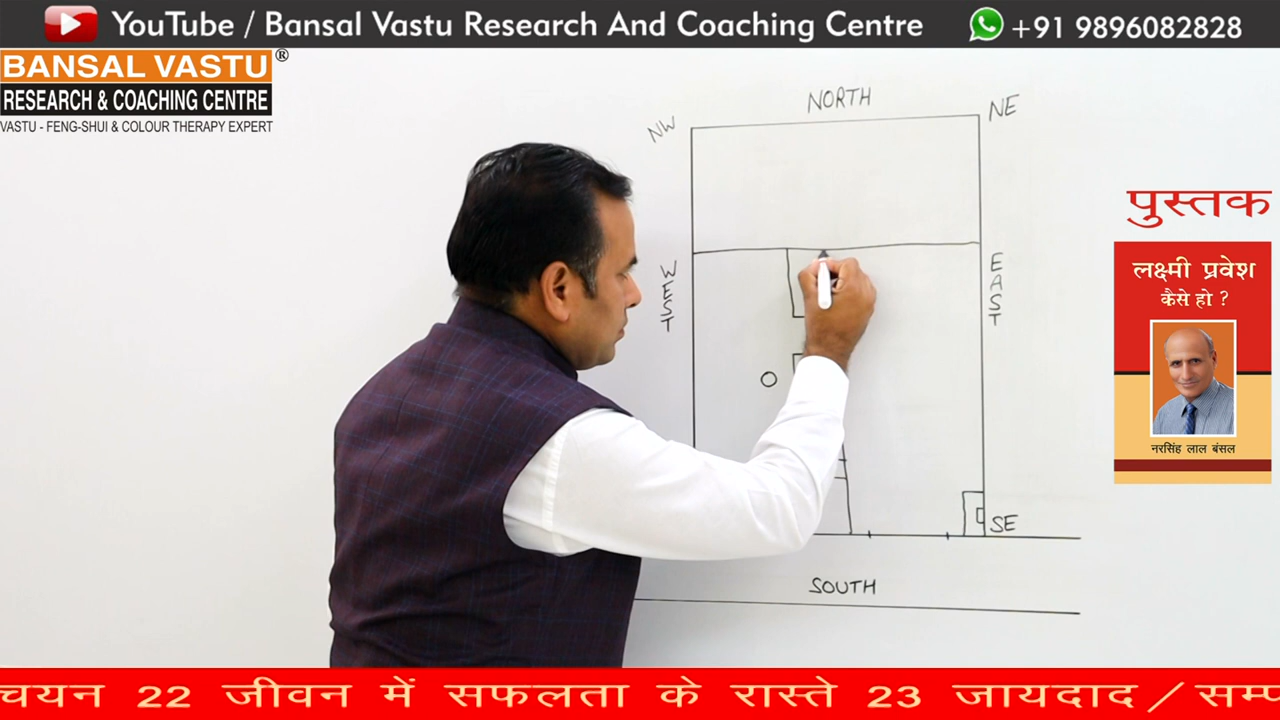 YouTube / Bansal Vastu Research And Coaching Centre
+91 9896082828
BANSAL VASTU®
RESEARCH & COACHING CENTRE
VASTU - FENG-SHUI & COLOUR THERAPY EXPERT
NORTH
NW
NE
WEST
EAST
SE
SOUTH
पुस्तक
लक्ष्मी प्रवेश
कैसे हो ?
नरसिंह लाल बंसल
चयन 22 जीवन में सफलता के रास्ते 23 जायदाद / सम्प